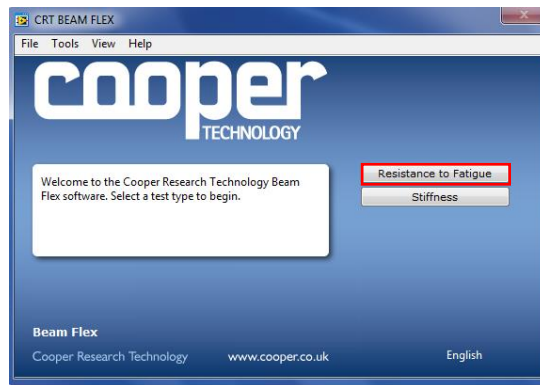 CRT BEAM FLEX
File Tools View Help
cooper
TECHNOLOGY
Welcome to the Cooper Research Technology Beam
Flex software. Select a test type to begin.
Resistance to Fatigue
Stiffness
Beam Flex
Cooper Research Technology www.cooper.co.uk English